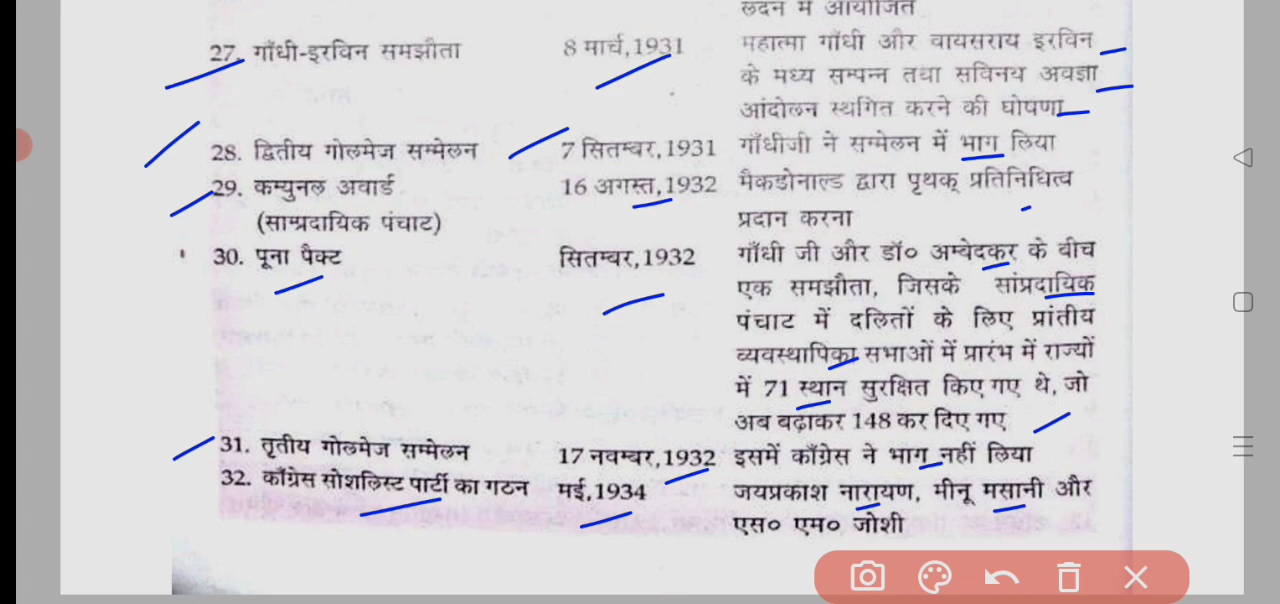 लंदन में आयोजित
27. गाँधी-इरविन समझौता 8 मार्च,1931 महात्मा गाँधी और वायसराय इरविन
के मध्य सम्पन्न तथा सविनय अवज्ञा
आंदोलन स्थगित करने की घोषणा
28. द्वितीय गोलमेज सम्मेलन 7 सितम्बर,1931 गाँधीजी ने सम्मेलन में भाग लिया
29. कम्युनल अवार्ड 16 अगस्त,1932 मैकडोनाल्ड द्वारा पृथक् प्रतिनिधित्व
(साम्प्रदायिक पंचाट) प्रदान करना
30. पूना पैक्ट सितम्बर,1932 गाँधी जी और डॉ० अम्बेदकर के बीच
एक समझौता, जिसके सांप्रदायिक
पंचाट में दलितों के लिए प्रांतीय
व्यवस्थापिका सभाओं में प्रारंभ में राज्यों
में 71 स्थान सुरक्षित किए गए थे, जो
अब बढ़ाकर 148 कर दिए गए
31. तृतीय गोलमेज सम्मेलन 17 नवम्बर,1932 इसमें काँग्रेस ने भाग नहीं लिया
32. काँग्रेस सोशलिस्ट पार्टी का गठन मई,1934 जयप्रकाश नारायण, मीनू मसानी और
एस० एम० जोशी